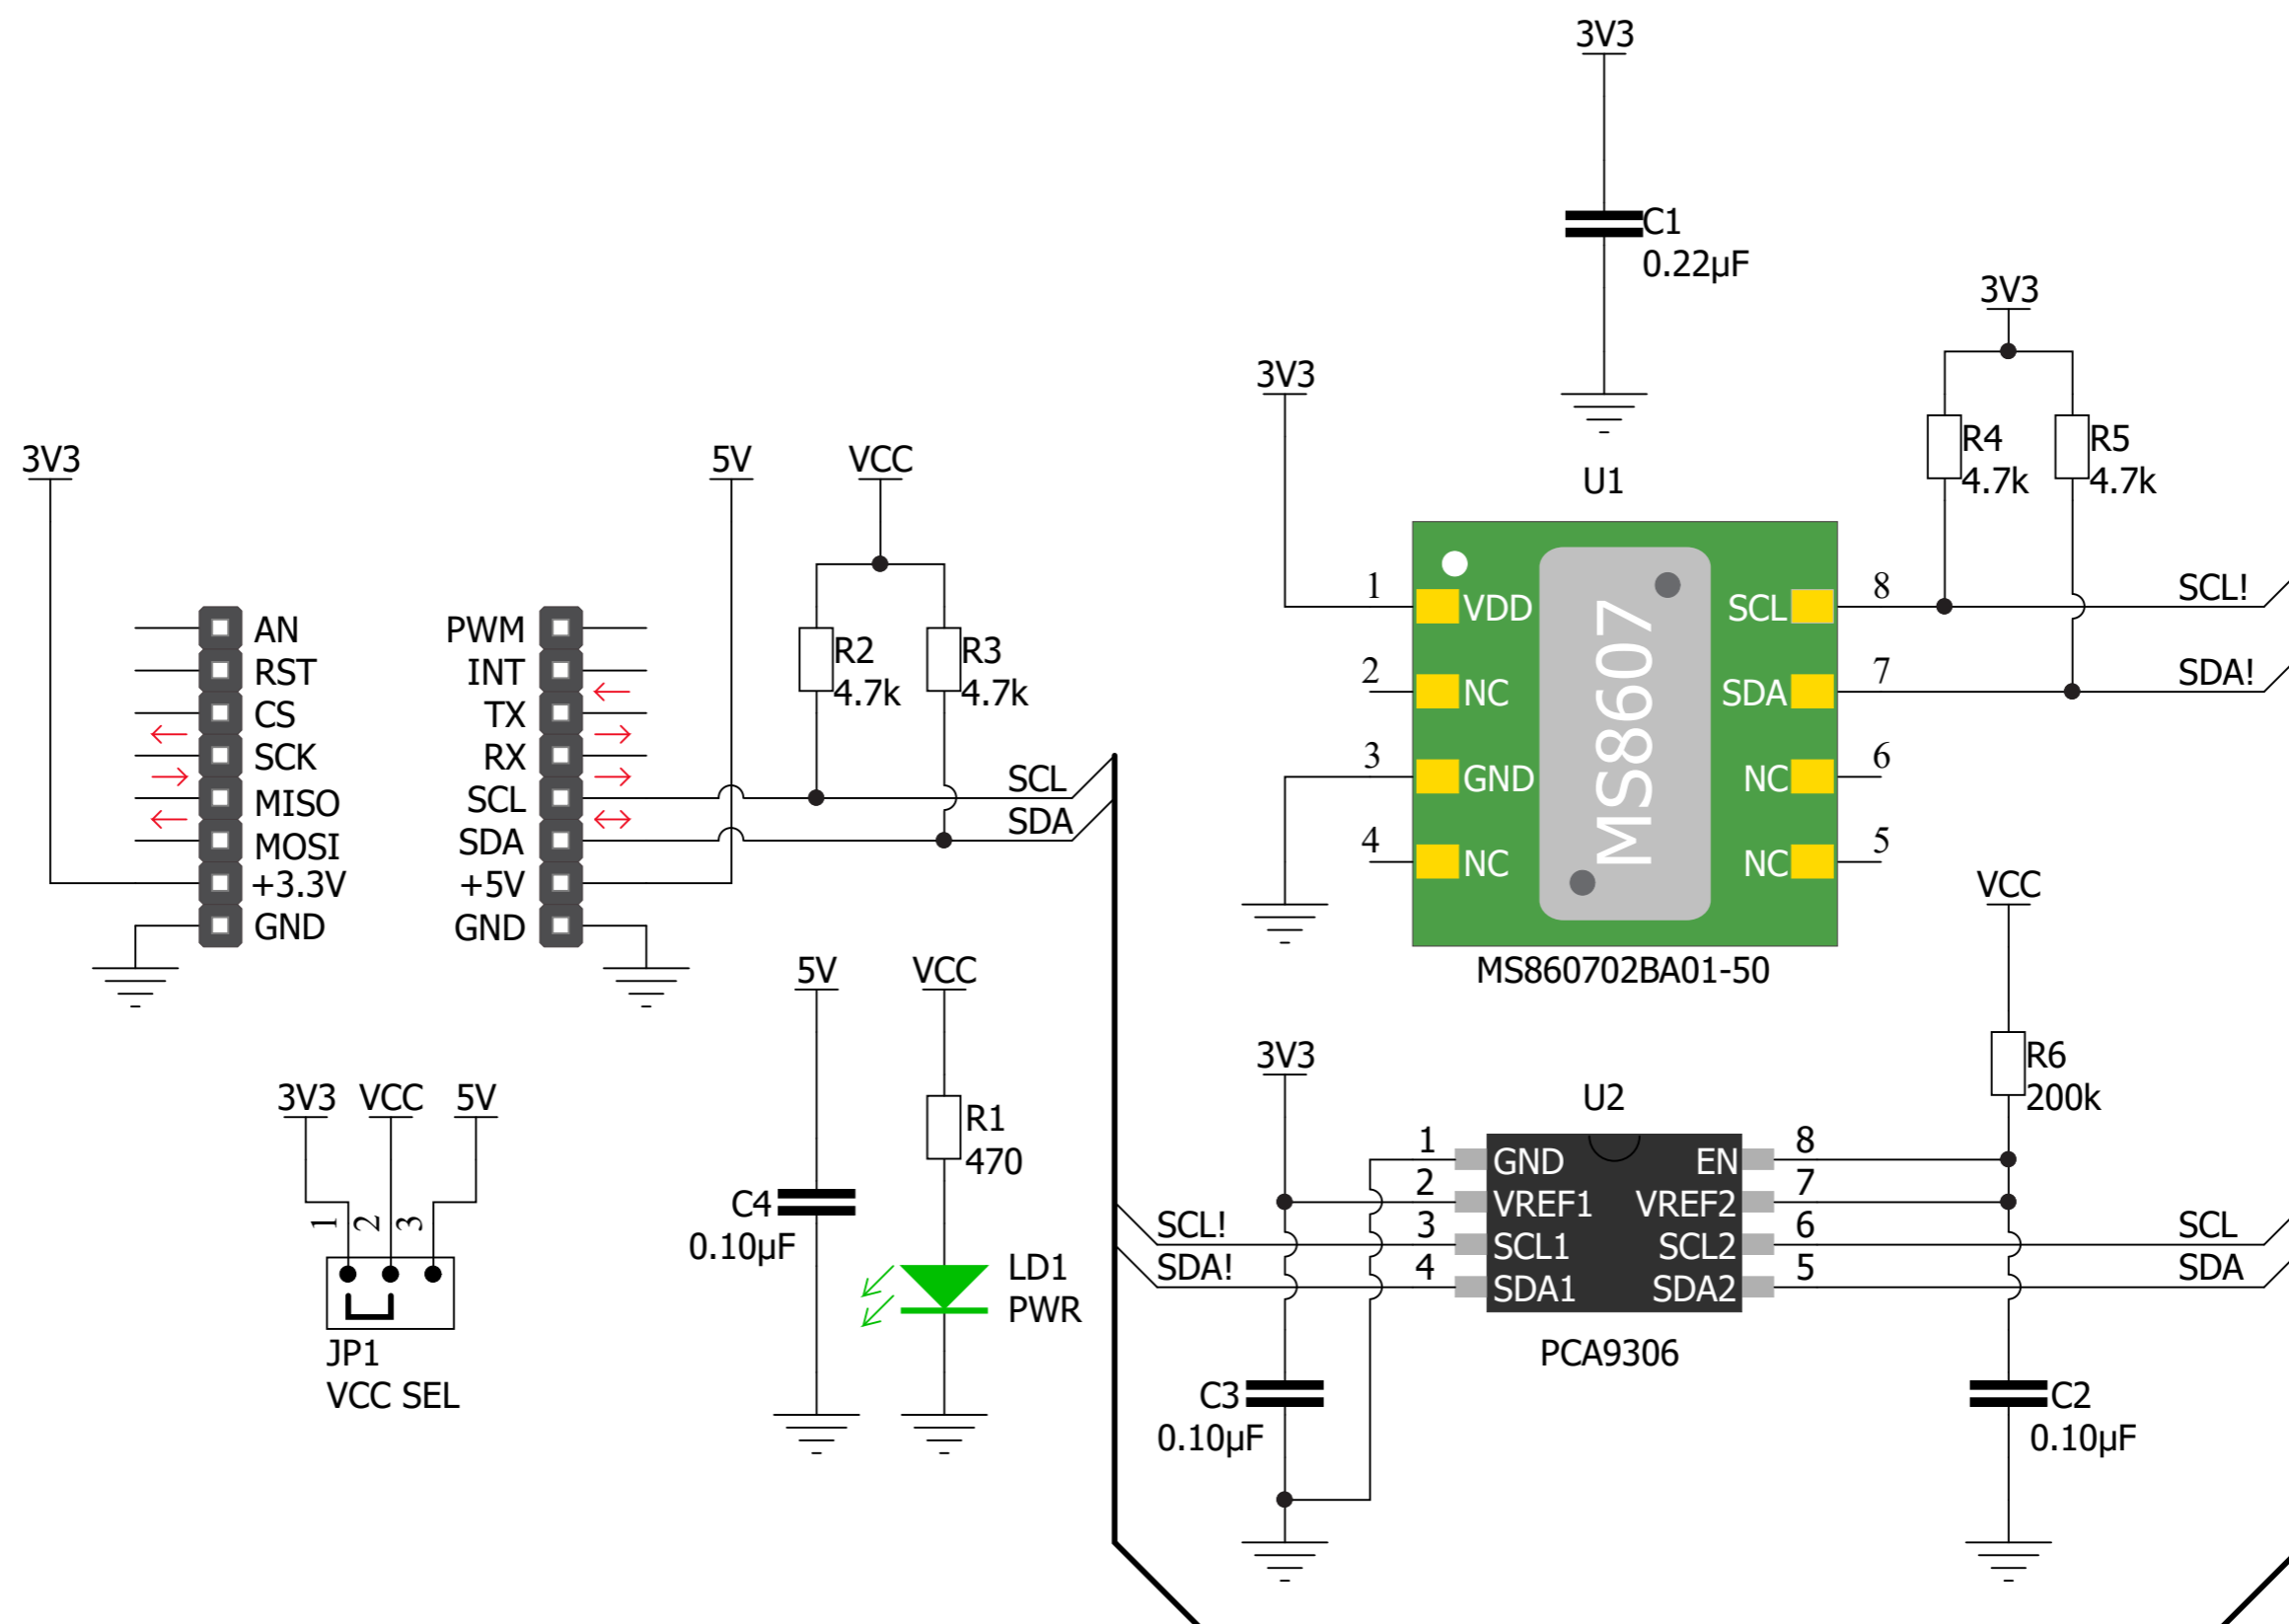 3V3
C1
0.22µF
3V3
R4
4.7k
R5
4.7k
3V3
U1
1
VDD
2
NC
3
GND
4
NC
MS8607
SCL
8
SDA
7
NC
6
NC
5
SCL!
SDA!
MS860702BA01-50
3V3
AN
RST
CS
SCK
MISO
MOSI
+3.3V
GND
PWM
INT
TX
RX
SCL
SDA
+5V
GND
5V
VCC
R2
4.7k
R3
4.7k
SCL
SDA
3V3
VCC
5V
1
2
3
JP1
VCC SEL
5V
C4
0.10µF
VCC
R1
470
LD1
PWR
3V3
U2
1
GND
2
VREF1
3
SCL1
4
SDA1
EN
8
VREF2
7
SCL2
6
SDA2
5
PCA9306
SCL!
SDA!
C3
0.10µF
VCC
R6
200k
SCL
SDA
C2
0.10µF